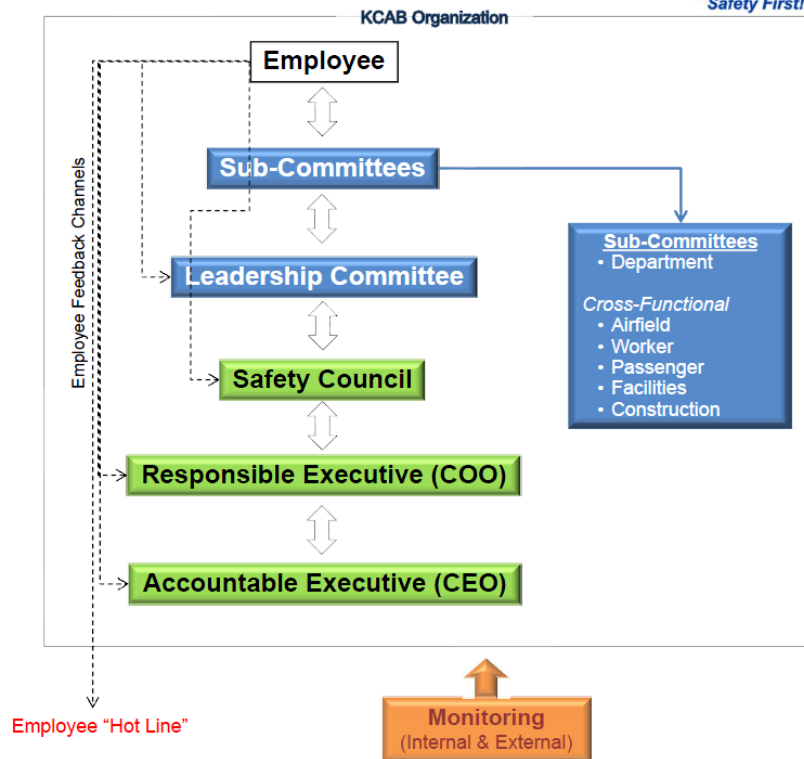 Safety First!
KCAB Organization
Employee
Sub-Committees
Sub-Committees
• Department
Cross-Functional
• Airfield
• Worker
• Passenger
• Facilities
• Construction
Leadership Committee
Safety Council
Responsible Executive (COO)
Accountable Executive (CEO)
Employee Feedback Channels
Employee “Hot Line”
Monitoring
(Internal & External)